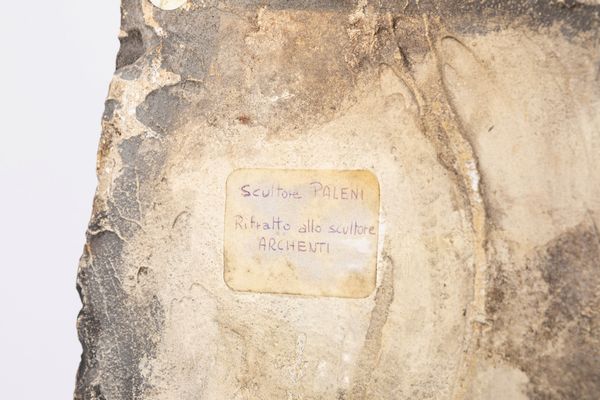 Scultore PALENI
Ritratto allo scultore
ARCHENTI